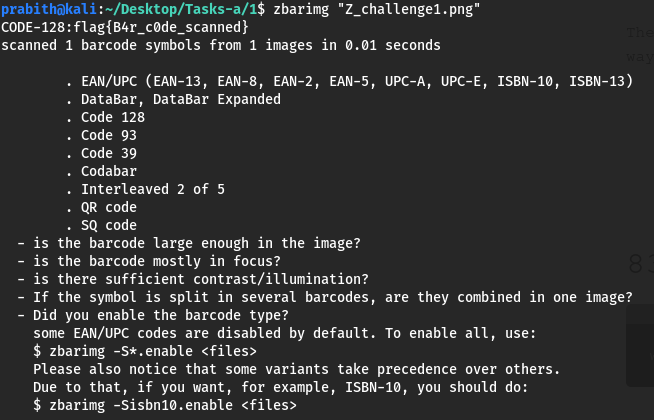 prabith@kali:~/Desktop/Tasks-a/1$ zbarimg "Z_challenge1.png"
CODE-128:flag{B4r_c0de_scanned}
scanned 1 barcode symbols from 1 images in 0.01 seconds
. EAN/UPC (EAN-13, EAN-8, EAN-2, EAN-5, UPC-A, UPC-E, ISBN-10, ISBN-13)
. DataBar, DataBar Expanded
. Code 128
. Code 93
. Code 39
. Codabar
. Interleaved 2 of 5
. QR code
. SQ code
- is the barcode large enough in the image?
- is the barcode mostly in focus?
- is there sufficient contrast/illumination?
- If the symbol is split in several barcodes, are they combined in one image?
- Did you enable the barcode type?
some EAN/UPC codes are disabled by default. To enable all, use:
$ zbarimg -S*.enable <files>
Please also notice that some variants take precedence over others.
Due to that, if you want, for example, ISBN-10, you should do:
$ zbarimg -Sisbn10.enable <files>